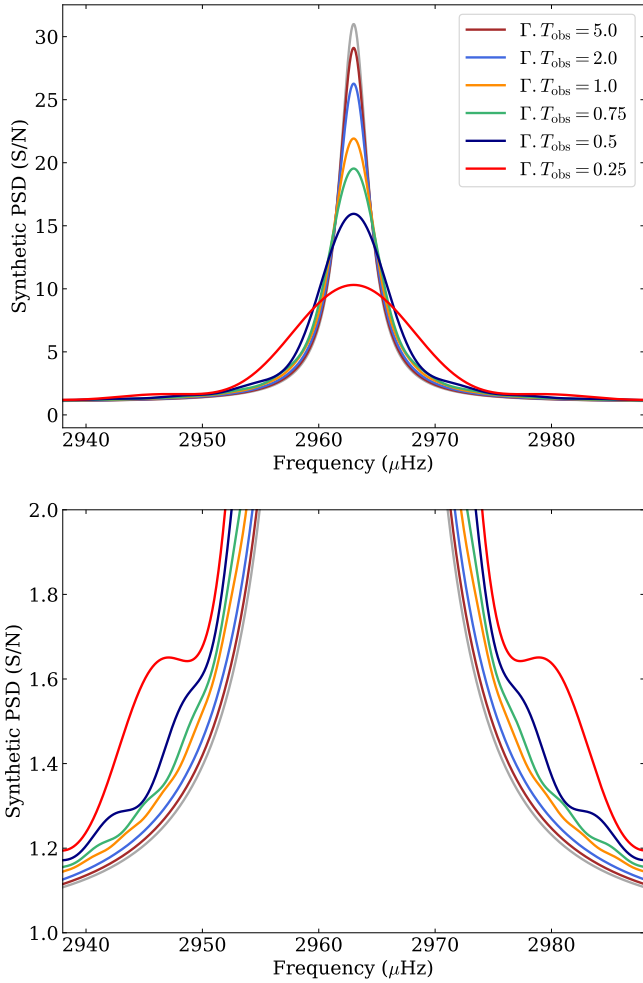 Synthetic PSD (S/N)
30
25
20
15
10
5
0
Γ. T_obs = 5.0
Γ. T_obs = 2.0
Γ. T_obs = 1.0
Γ. T_obs = 0.75
Γ. T_obs = 0.5
Γ. T_obs = 0.25
2940 2950 2960 2970 2980
Frequency (μHz)
Synthetic PSD (S/N)
2.0
1.8
1.6
1.4
1.2
1.0
2940 2950 2960 2970 2980
Frequency (μHz)